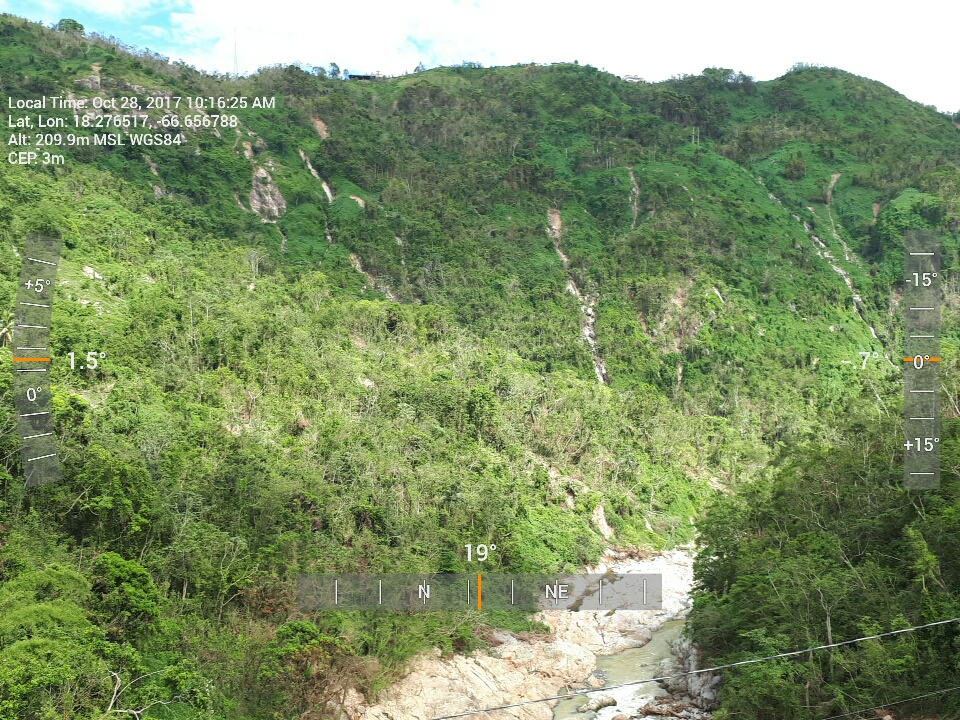 Local Time: Oct 28, 2017 10:16:25 AM
Lat, Lon: 18.276517, -66.656788
Alt: 209.9m MSL WGS84
CEP: 3m
+5°
-15°
1.5°
7°
0°
0°
+15°
19°
N
NE